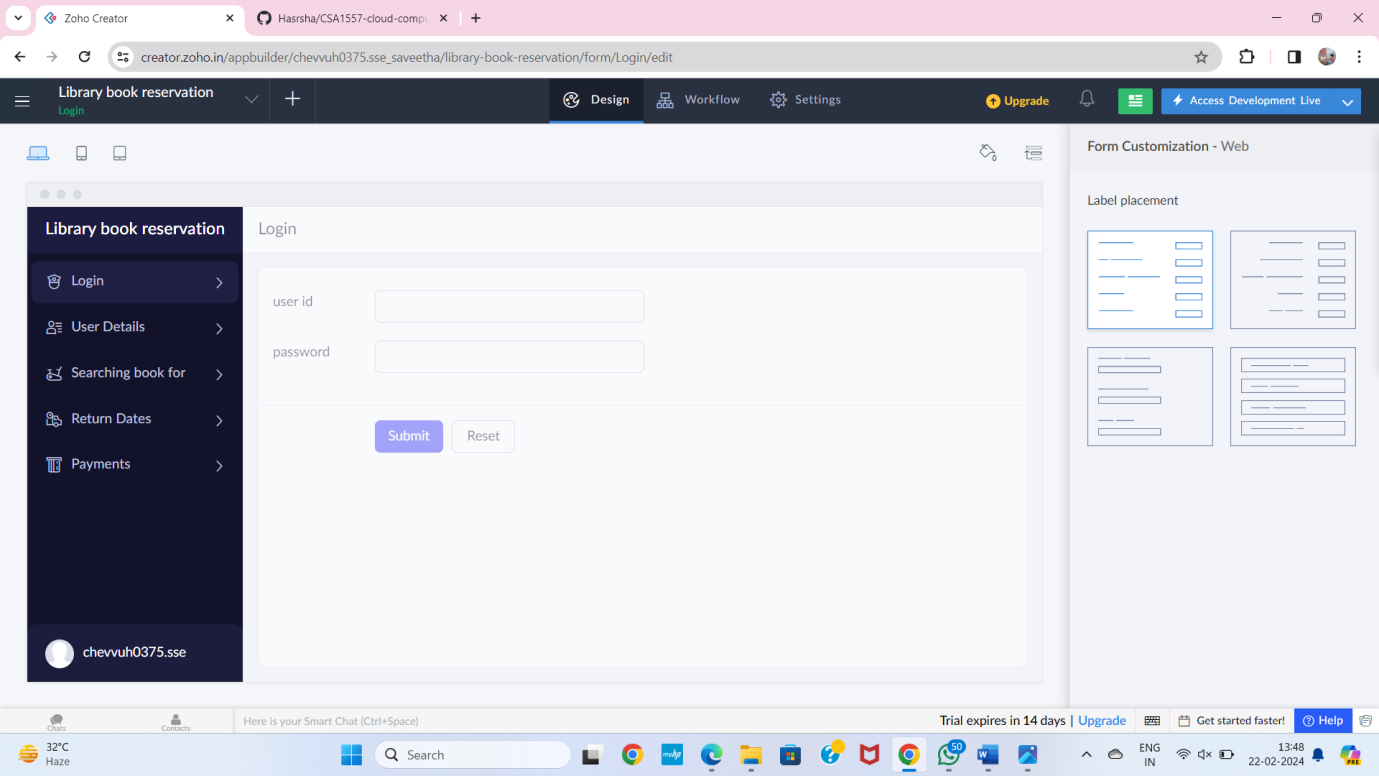 Zoho Creator
Hasrsha/CSA1557-cloud-comp
creator.zoho.in/appbuilder/chevvuh0375.sse_saveetha/library-book-reservation/form/Login/edit
Library book reservation
Login
Design
Workflow
Settings
Upgrade
Access Development Live
Form Customization - Web
Label placement
Library book reservation
Login
User Details
Searching book for
Return Dates
Payments
chevvuh0375.sse
Login
user id
password
Submit
Reset
Chats
Contacts
Here is your Smart Chat (Ctrl+Space)
Trial expires in 14 days | Upgrade
Get started faster!
Help
32°C
Haze
Search
myhp
50
ENG
IN
13:48
22-02-2024
PRE